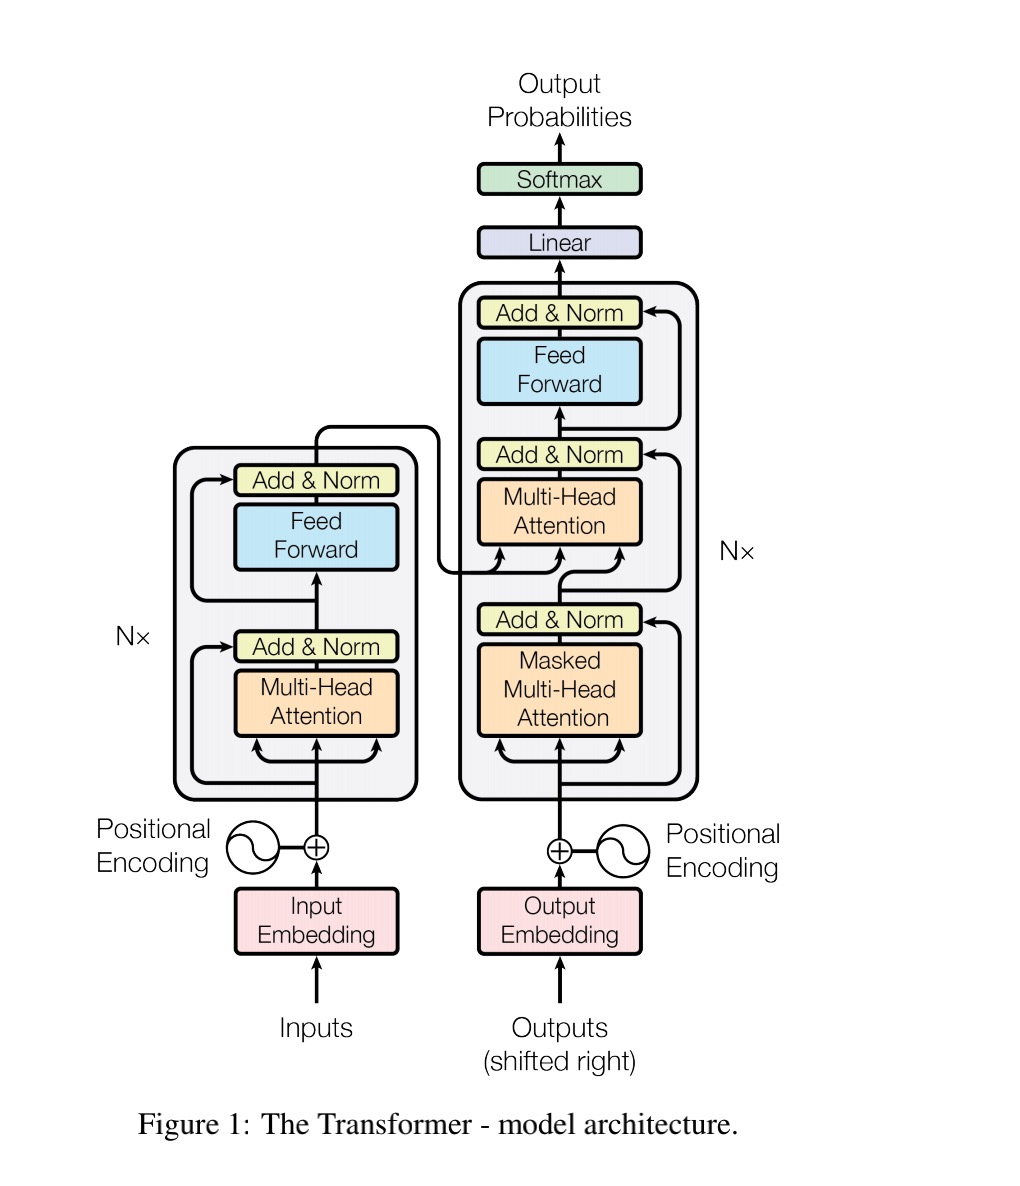 Output
Probabilities
Softmax
Linear
Add & Norm
Feed
Forward
Add & Norm
Multi-Head
Attention
Add & Norm
Masked
Multi-Head
Attention
N×
Add & Norm
Feed
Forward
Add & Norm
Multi-Head
Attention
N×
Positional
Encoding
Positional
Encoding
Input
Embedding
Output
Embedding
Inputs
Outputs
(shifted right)
Figure 1: The Transformer - model architecture.